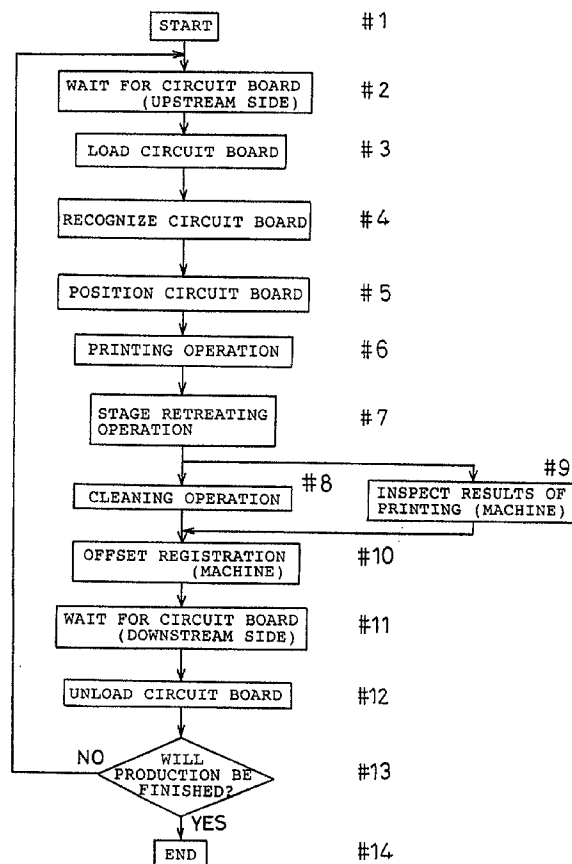 START #1
WAIT FOR CIRCUIT BOARD
(UPSTREAM SIDE) #2
LOAD CIRCUIT BOARD #3
RECOGNIZE CIRCUIT BOARD #4
POSITION CIRCUIT BOARD #5
PRINTING OPERATION #6
STAGE RETREATING
OPERATION #7
#8 #9
CLEANING OPERATION
INSPECT RESULTS OF
PRINTING (MACHINE)
OFFSET REGISTRATION
(MACHINE) #10
WAIT FOR CIRCUIT BOARD
(DOWNSTREAM SIDE) #11
UNLOAD CIRCUIT BOARD #12
NO
WILL
PRODUCTION BE
FINISHED? #13
YES
END #14